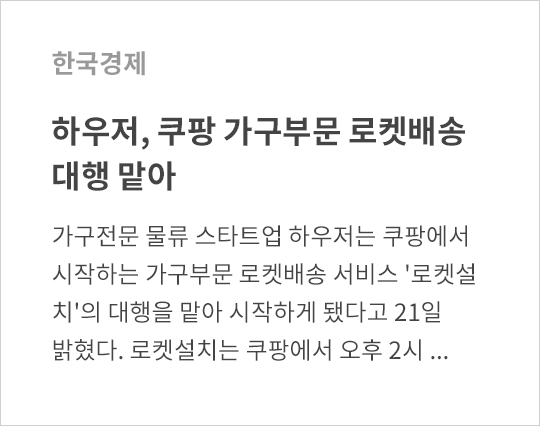 한국경제
하우저, 쿠팡 가구부문 로켓배송
대행 맡아
가구전문 물류 스타트업 하우저는 쿠팡에서
시작하는 가구부문 로켓배송 서비스 '로켓설
치'의 대행을 맡아 시작하게 됐다고 21일
밝혔다. 로켓설치는 쿠팡에서 오후 2시 ...